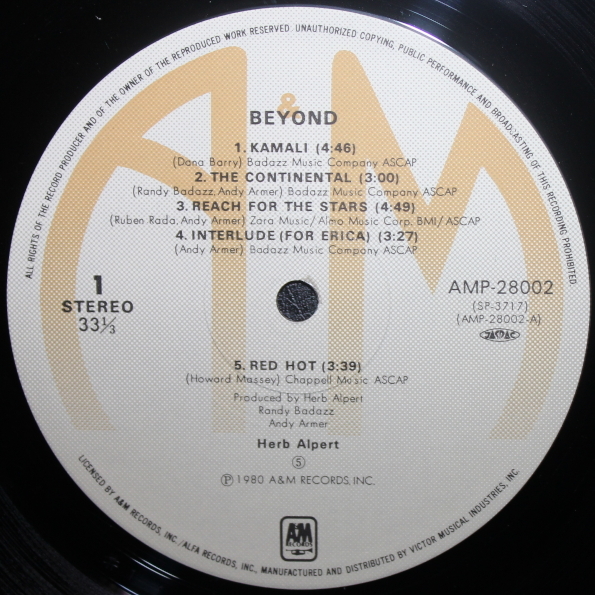 ALL RIGHTS OF THE RECORD PRODUCER AND OF THE OWNER OF THE REPRODUCED WORK RESERVED. UNAUTHORIZED COPYING, PUBLIC PERFORMANCE AND BROADCASTING OF THIS RECORDING PROHIBITED.
A&M
BEYOND
1. KAMALI (4:46)
(Dana Barry) Badazz Music Company ASCAP
2. THE CONTINENTAL (3:00)
(Randy Badazz, Andy Armer) Badazz Music Company ASCAP
3. REACH FOR THE STARS (4:49)
(Ruben Rada, Andy Armer) Zara Music/Almo Music Corp. BMI/ASCAP
4. INTERLUDE (FOR ERICA) (3:27)
(Andy Armer) Badazz Music Company ASCAP
1
STEREO
33⅓
AMP-28002
(SP-3717)
(AMP-28002-A)
JASRAC
5. RED HOT (3:39)
(Howard Massey) Chappell Music ASCAP
Produced by Herb Alpert
Randy Badazz
Andy Armer
Herb Alpert
Ⓢ
Ⓟ 1980 A&M RECORDS, INC.
A&M
RECORDS
LICENSED BY A&M RECORDS, INC./ALFA RECORDS, INC., MANUFACTURED AND DISTRIBUTED BY VICTOR MUSICAL INDUSTRIES, INC.